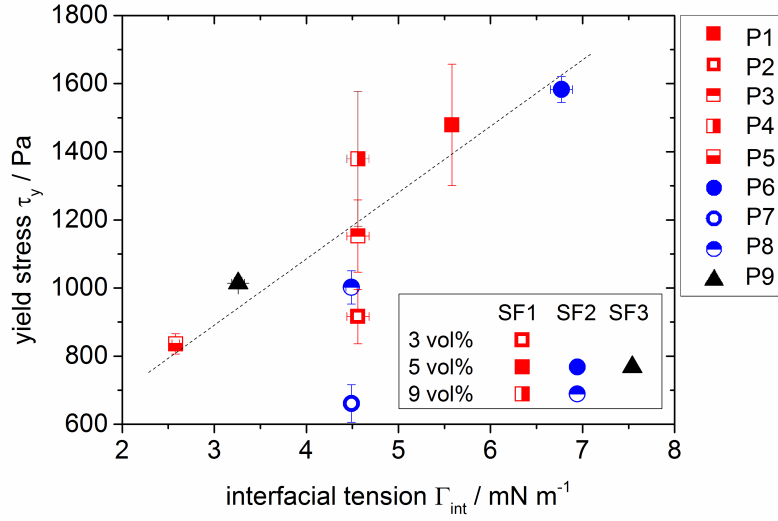 1800
1600
1400
1200
1000
800
600
yield stress τy / Pa
2 3 4 5 6 7 8
interfacial tension Γint / mN m-1
SF1 SF2 SF3
3 vol%
5 vol%
9 vol%
P1
P2
P3
P4
P5
P6
P7
P8
P9